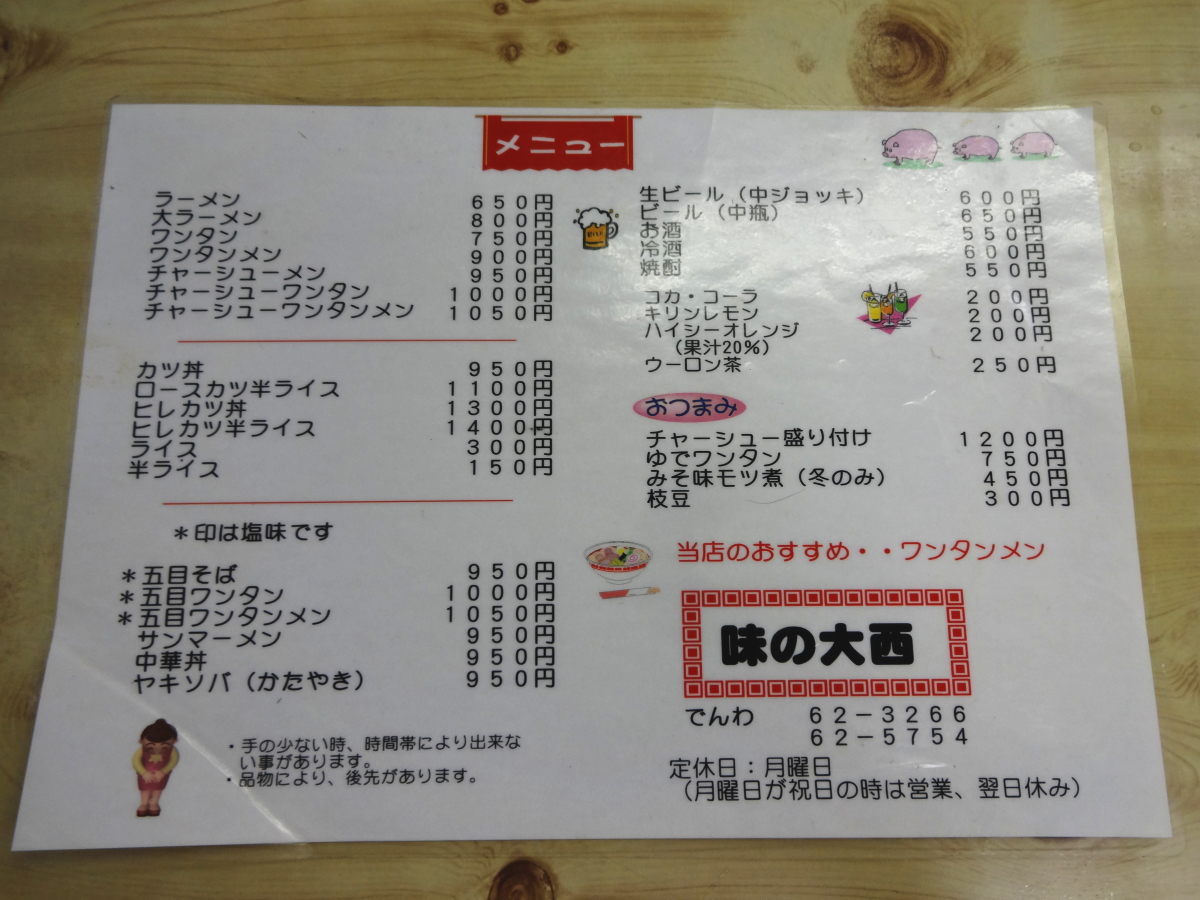 メニュー
ラーメン 650円
大ラーメン 800円
ワンタン 750円
ワンタンメン 900円
チャーシューメン 950円
チャーシューワンタン 1000円
チャーシューワンタンメン 1050円
カツ丼 950円
ロースカツ半ライス 1100円
ヒレカツ丼 1300円
ヒレカツ半ライス 1400円
ライス 300円
半ライス 150円
*印は塩味です
*五目そば 950円
*五目ワンタン 1000円
*五目ワンタンメン 1050円
サンマーメン 950円
中華丼 950円
ヤキソバ(かたやき) 950円
・手の少ない時、時間帯により出来な
い事があります。
・品物により、後先があります。
生ビール(中ジョッキ) 600円
ビール(中瓶) 650円
お酒 550円
冷酒 600円
焼酎 550円
コカ・コーラ 200円
キリンレモン 200円
ハイシーオレンジ 200円
(果汁20%)
ウーロン茶 250円
おつまみ
チャーシュー盛り付け 1200円
ゆでワンタン 750円
みそ味モツ煮(冬のみ) 450円
枝豆 300円
当店のおすすめ・・ワンタンメン
味の大西
でんわ 62-3266
62-5754
定休日:月曜日
(月曜日が祝日の時は営業、翌日休み)